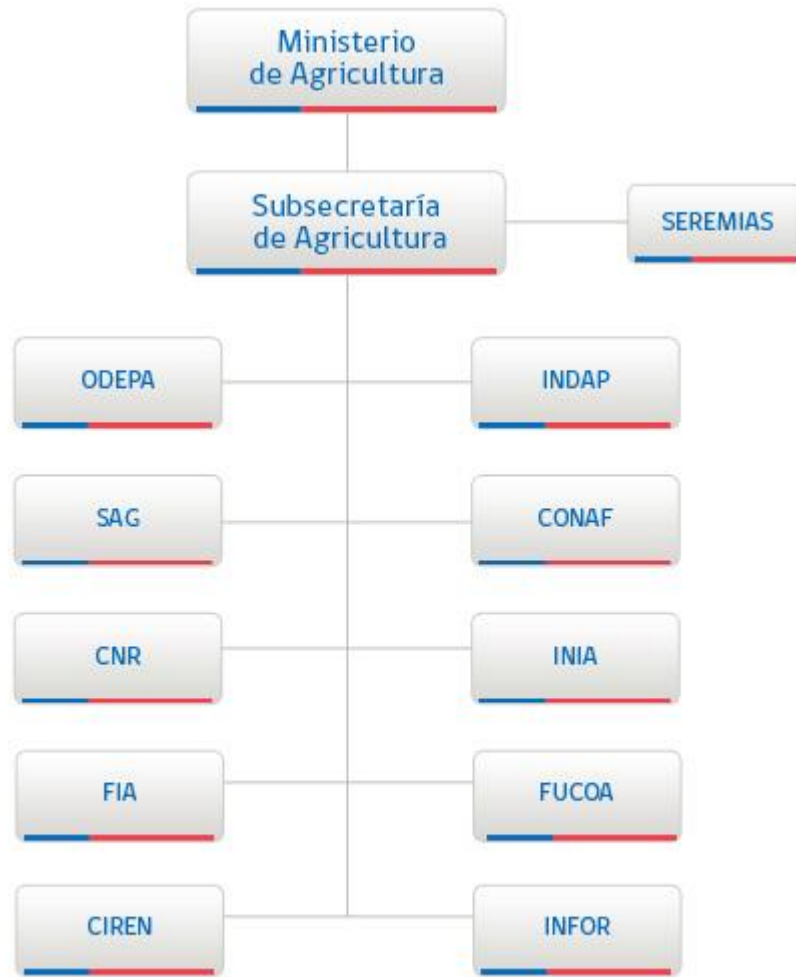 Ministerio
de Agricultura
Subsecretaría
de Agricultura
SEREMIAS
ODEPA
INDAP
SAG
CONAF
CNR
INIA
FIA
FUCOA
CIREN
INFOR